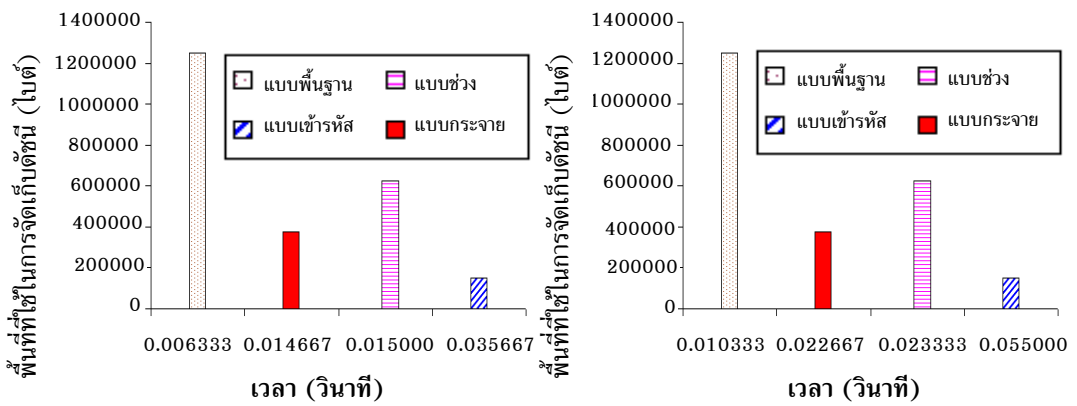 พื้นที่ที่ใช้ในการจัดเก็บดัชนี (ไบต์)
1400000
1200000
1000000
800000
600000
400000
200000
0
แบบพื้นฐาน แบบช่วง
แบบเข้ารหัส แบบกระจาย
0.006333 0.014667 0.015000 0.035667
เวลา (วินาที)
พื้นที่ที่ใช้ในการจัดเก็บดัชนี (ไบต์)
1400000
1200000
1000000
800000
600000
400000
200000
0
แบบพื้นฐาน แบบช่วง
แบบเข้ารหัส แบบกระจาย
0.010333 0.022667 0.023333 0.055000
เวลา (วินาที)